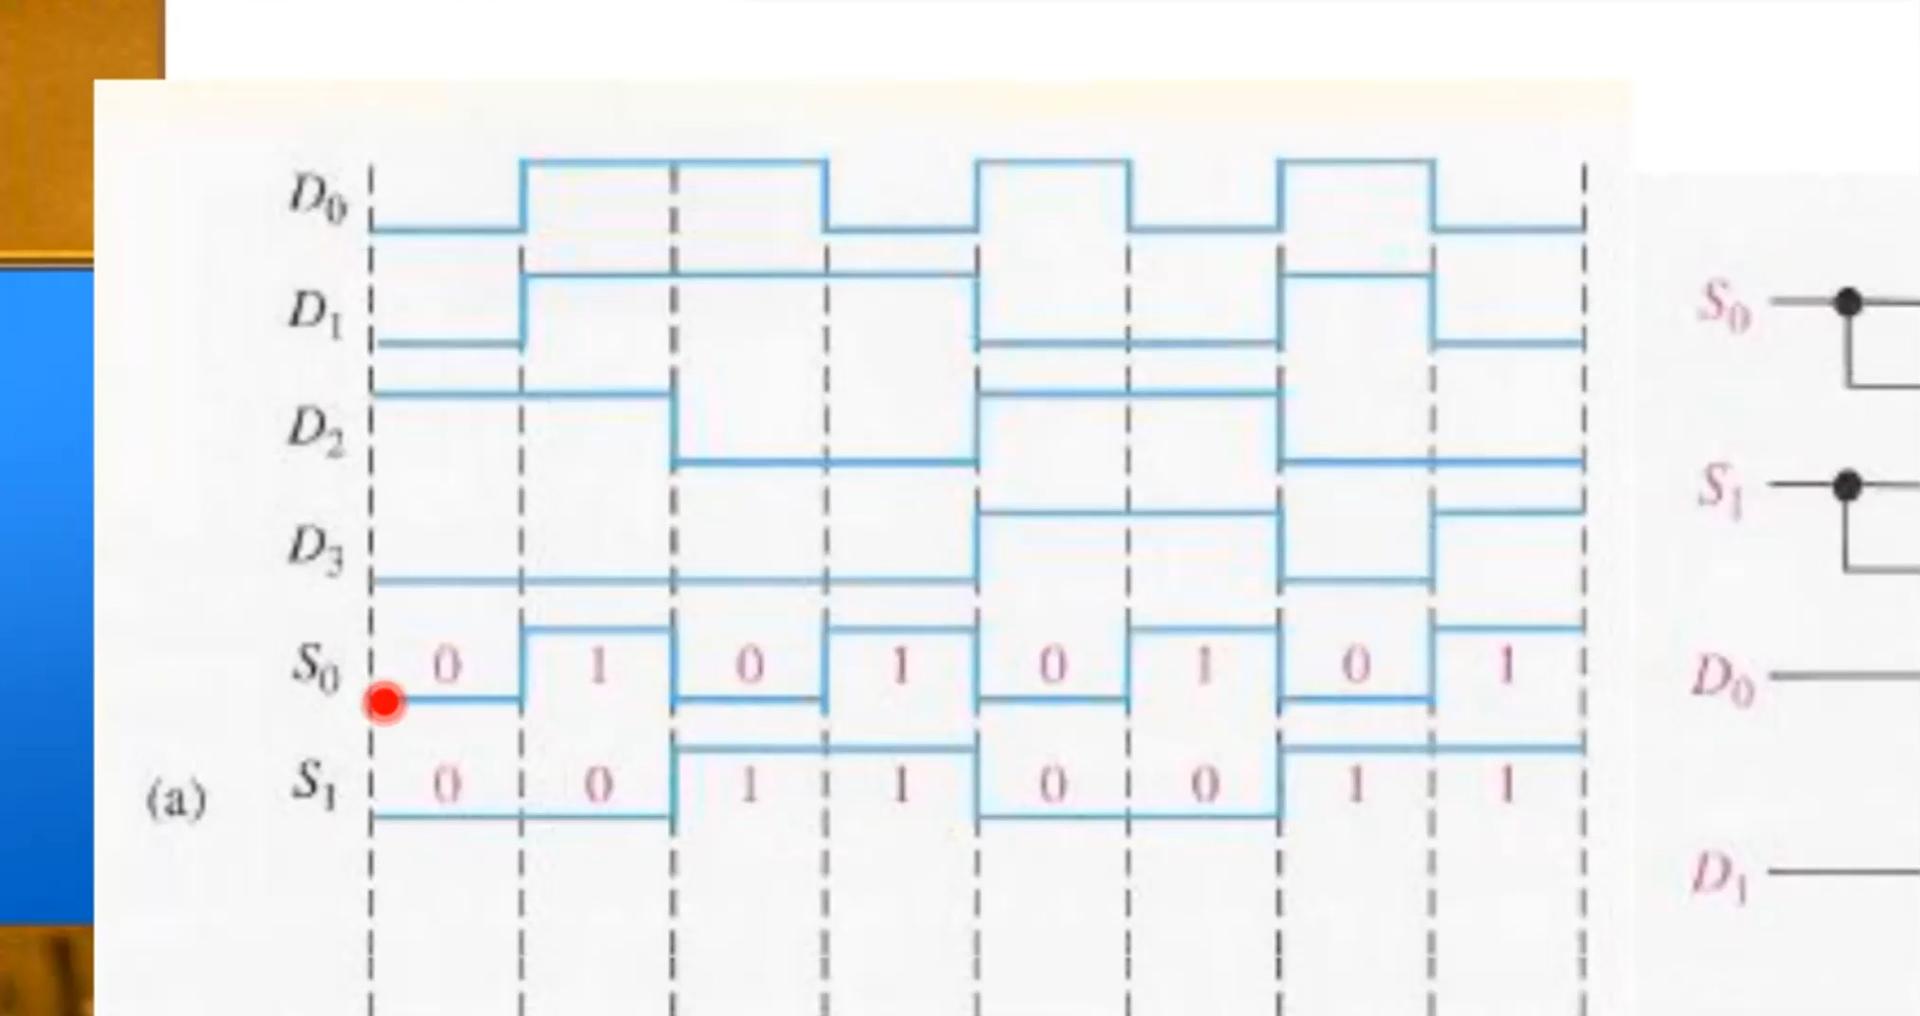 D₀
D₁
D₂
D₃
S₀ 0 1 0 1 0 1 0 1
S₁ 0 0 1 1 0 0 1 1
(a)
S₀
S₁
D₀
D₁